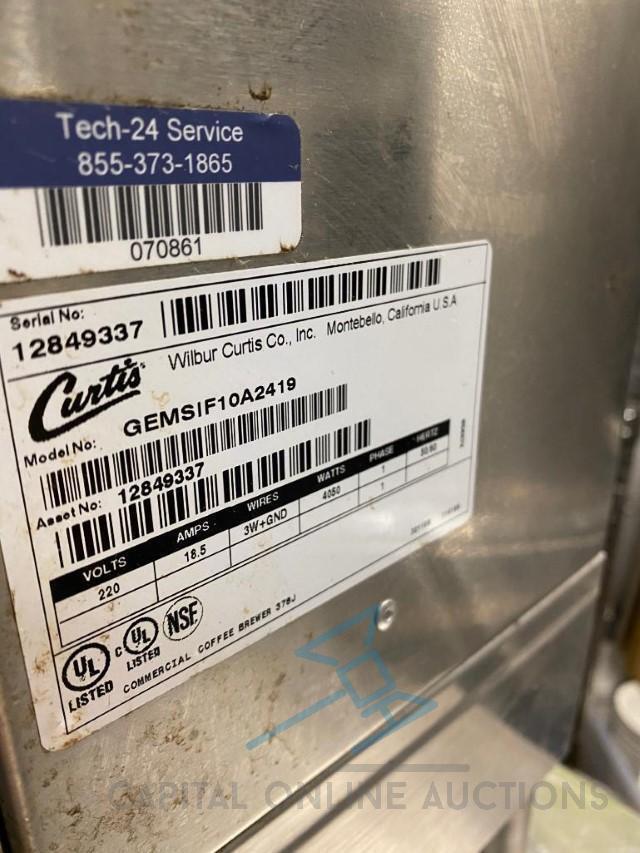 Tech-24 Service
855-373-1865
070861
Serial No:
12849337
Wilbur Curtis Co., Inc. Montebello, California U.S.A
Curtis
Model No: GEMSIF10A2419
Asset No: 12849337
VOLTS AMPS WIRES WATTS PHASE HERTZ
220 18.5 3W+GND 4050 1 50/60
1
UL LISTED
C UL LISTED
NSF
COMMERCIAL COFFEE BREWER 378J
CAPITAL ONLINE AUCTIONS